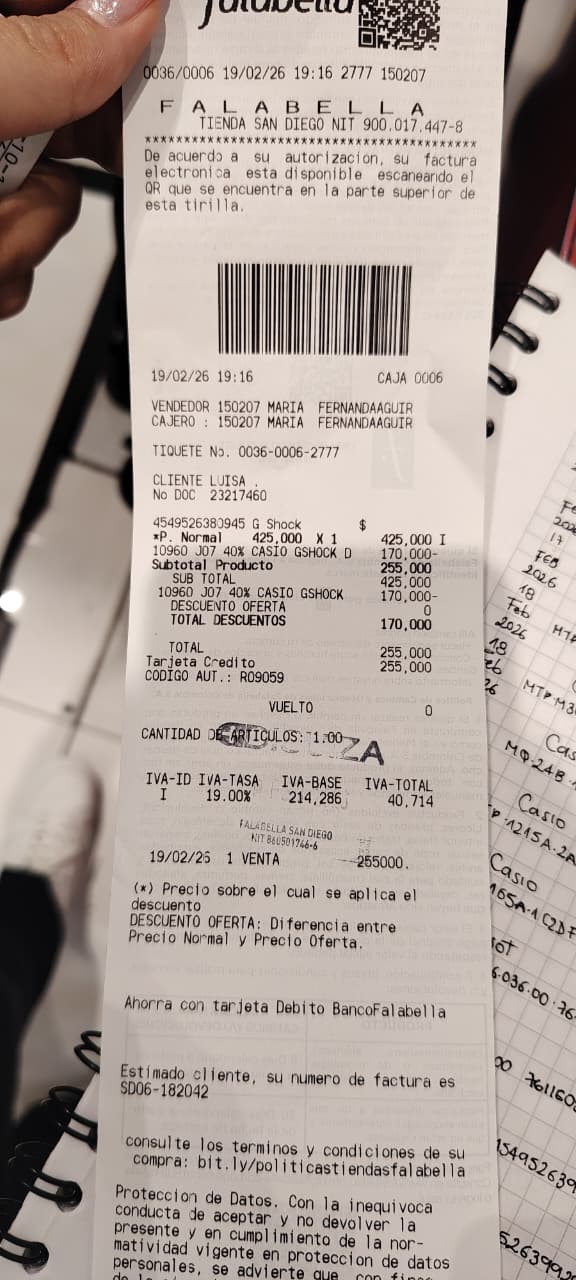 falabella
0036/0006 19/02/26 19:16 2777 150207
F A L A B E L L A
TIENDA SAN DIEGO NIT 900.017.447-8
******************************************
De acuerdo a su autorizacion, su factura
electronica esta disponible escaneando el
QR que se encuentra en la parte superior de
esta tirilla.
19/02/26 19:16 CAJA 0006
VENDEDOR 150207 MARIA FERNANDAAGUIR
CAJERO : 150207 MARIA FERNANDAAGUIR
TIQUETE No. 0036-0006-2777
CLIENTE LUISA .
No DOC 23217460
4549526380945 G Shock $
*P. Normal 425,000 X 1 425,000 I
10960 J07 40% CASIO GSHOCK D 170,000-
Subtotal Producto 255,000
SUB TOTAL 425,000
10960 J07 40% CASIO GSHOCK 170,000-
DESCUENTO OFERTA 0
TOTAL DESCUENTOS 170,000
TOTAL 255,000
Tarjeta Credito 255,000
CODIGO AUT.: R09059
VUELTO 0
CANTIDAD DE ARTICULOS: 1.00
IVA-ID IVA-TASA IVA-BASE IVA-TOTAL
I 19.00% 214,286 40,714
FALABELLA SAN DIEGO
NIT 860501746-6
19/02/26 1 VENTA 255000.
(*) Precio sobre el cual se aplica el
descuento
DESCUENTO OFERTA: Diferencia entre
Precio Normal y Precio Oferta.
Ahorra con tarjeta Debito BancoFalabella
Estimado cliente, su numero de factura es
SD06-182042
consulte los terminos y condiciones de su
compra: bit.ly/politicastiendasfalabella
Proteccion de Datos. Con la inequivoca
conducta de aceptar y no devolver la
presente y en cumplimiento de la nor-
matividad vigente en proteccion de datos
personales, se advierte que
17
FEB
2026
18
Feb
2026
18
Casio
Casio